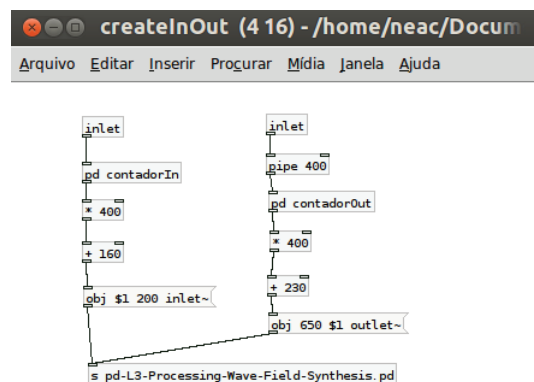 createInOut (4 16) - /home/neac/Docum
Arquivo Editar Inserir Procurar Mídia Janela Ajuda
inlet
pd contadorIn
* 400
+ 160
obj $1 200 inlet~
inlet
pipe 400
pd contadorOut
* 400
+ 230
obj 650 $1 outlet~
s pd-L3-Processing-Wave-Field-Synthesis.pd